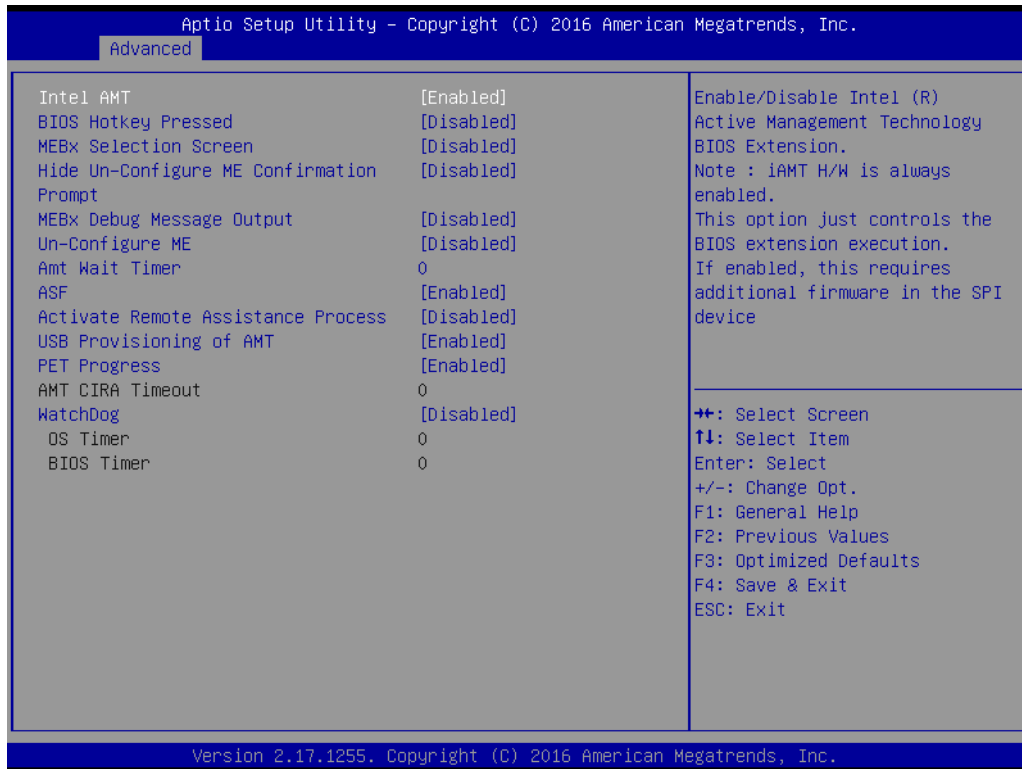 Aptio Setup Utility – Copyright (C) 2016 American Megatrends, Inc.
Advanced
Intel AMT [Enabled]
BIOS Hotkey Pressed [Disabled]
MEBx Selection Screen [Disabled]
Hide Un-Configure ME Confirmation [Disabled]
Prompt
MEBx Debug Message Output [Disabled]
Un-Configure ME [Disabled]
Amt Wait Timer 0
ASF [Enabled]
Activate Remote Assistance Process [Disabled]
USB Provisioning of AMT [Enabled]
PET Progress [Enabled]
AMT CIRA Timeout 0
WatchDog [Disabled]
OS Timer 0
BIOS Timer 0
Enable/Disable Intel (R)
Active Management Technology
BIOS Extension.
Note : iAMT H/W is always
enabled.
This option just controls the
BIOS extension execution.
If enabled, this requires
additional firmware in the SPI
device
→←: Select Screen
↑↓: Select Item
Enter: Select
+/-: Change Opt.
F1: General Help
F2: Previous Values
F3: Optimized Defaults
F4: Save & Exit
ESC: Exit
Version 2.17.1255. Copyright (C) 2016 American Megatrends, Inc.